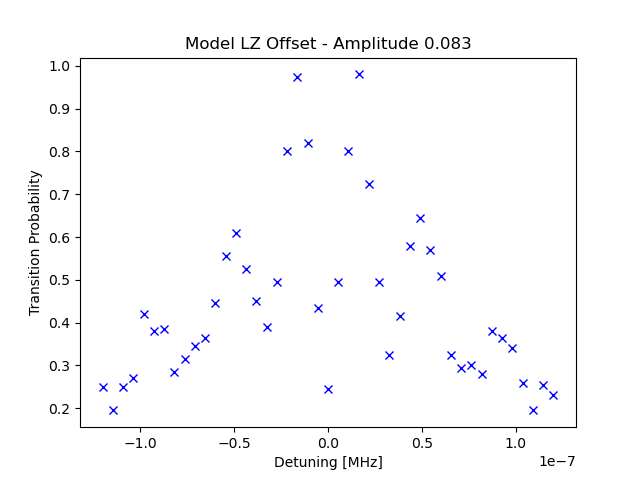 Model LZ Offset - Amplitude 0.083
1.0
0.9
0.8
0.7
0.6
0.5
0.4
0.3
0.2
Transition Probability
−1.0 −0.5 0.0 0.5 1.0
Detuning [MHz]
1e−7